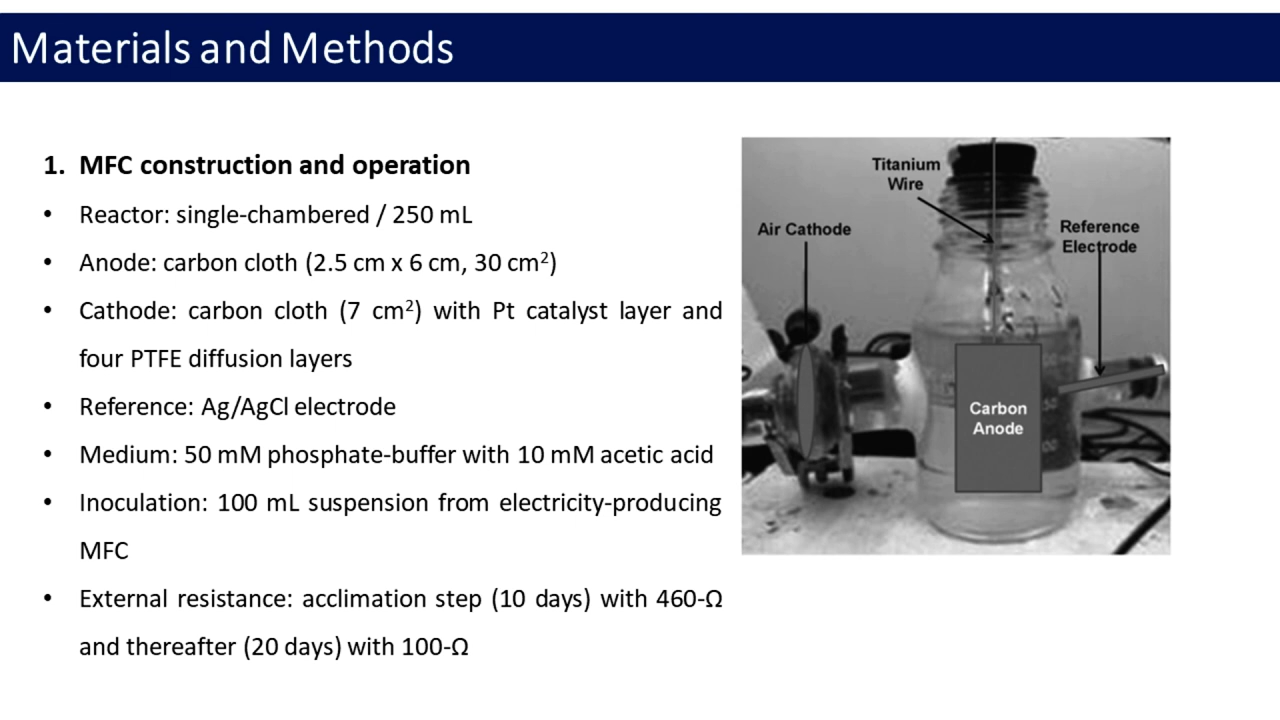 Materials and Methods
1. MFC construction and operation
• Reactor: single-chambered / 250 mL
• Anode: carbon cloth (2.5 cm x 6 cm, 30 cm²)
• Cathode: carbon cloth (7 cm²) with Pt catalyst layer and
four PTFE diffusion layers
• Reference: Ag/AgCl electrode
• Medium: 50 mM phosphate-buffer with 10 mM acetic acid
• Inoculation: 100 mL suspension from electricity-producing
MFC
• External resistance: acclimation step (10 days) with 460-Ω
and thereafter (20 days) with 100-Ω
Titanium
Wire
Air Cathode
Reference
Electrode
Carbon
Anode